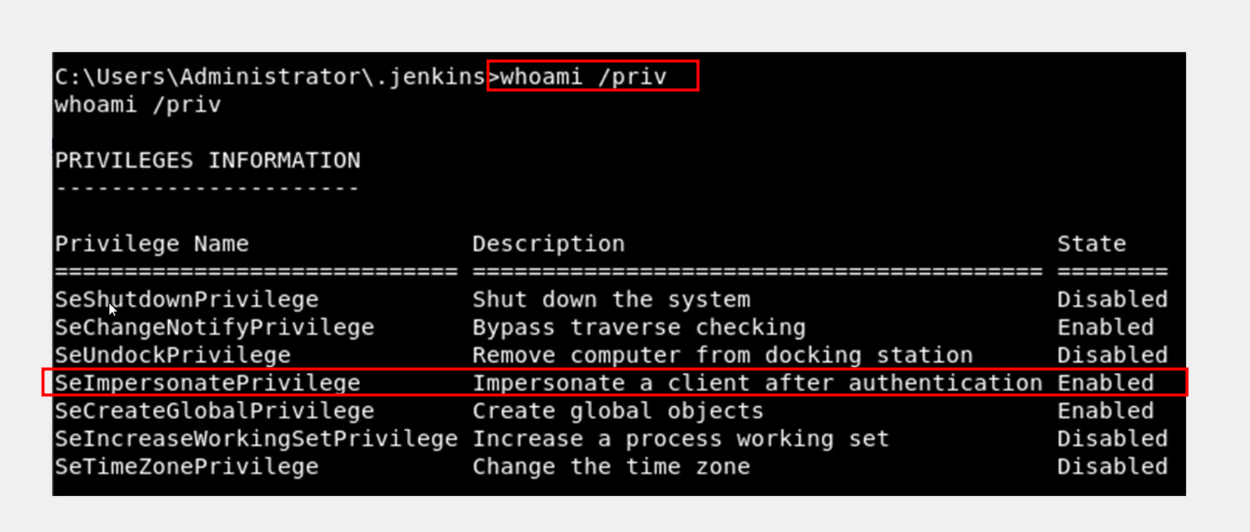 C:\Users\Administrator\.jenkins>whoami /priv
whoami /priv
PRIVILEGES INFORMATION
----------------------
Privilege Name                Description                               State
============================= ========================================= ========
SeShutdownPrivilege           Shut down the system                      Disabled
SeChangeNotifyPrivilege       Bypass traverse checking                  Enabled
SeUndockPrivilege             Remove computer from docking station      Disabled
SeImpersonatePrivilege        Impersonate a client after authentication Enabled
SeCreateGlobalPrivilege       Create global objects                     Enabled
SeIncreaseWorkingSetPrivilege Increase a process working set            Disabled
SeTimeZonePrivilege           Change the time zone                      Disabled